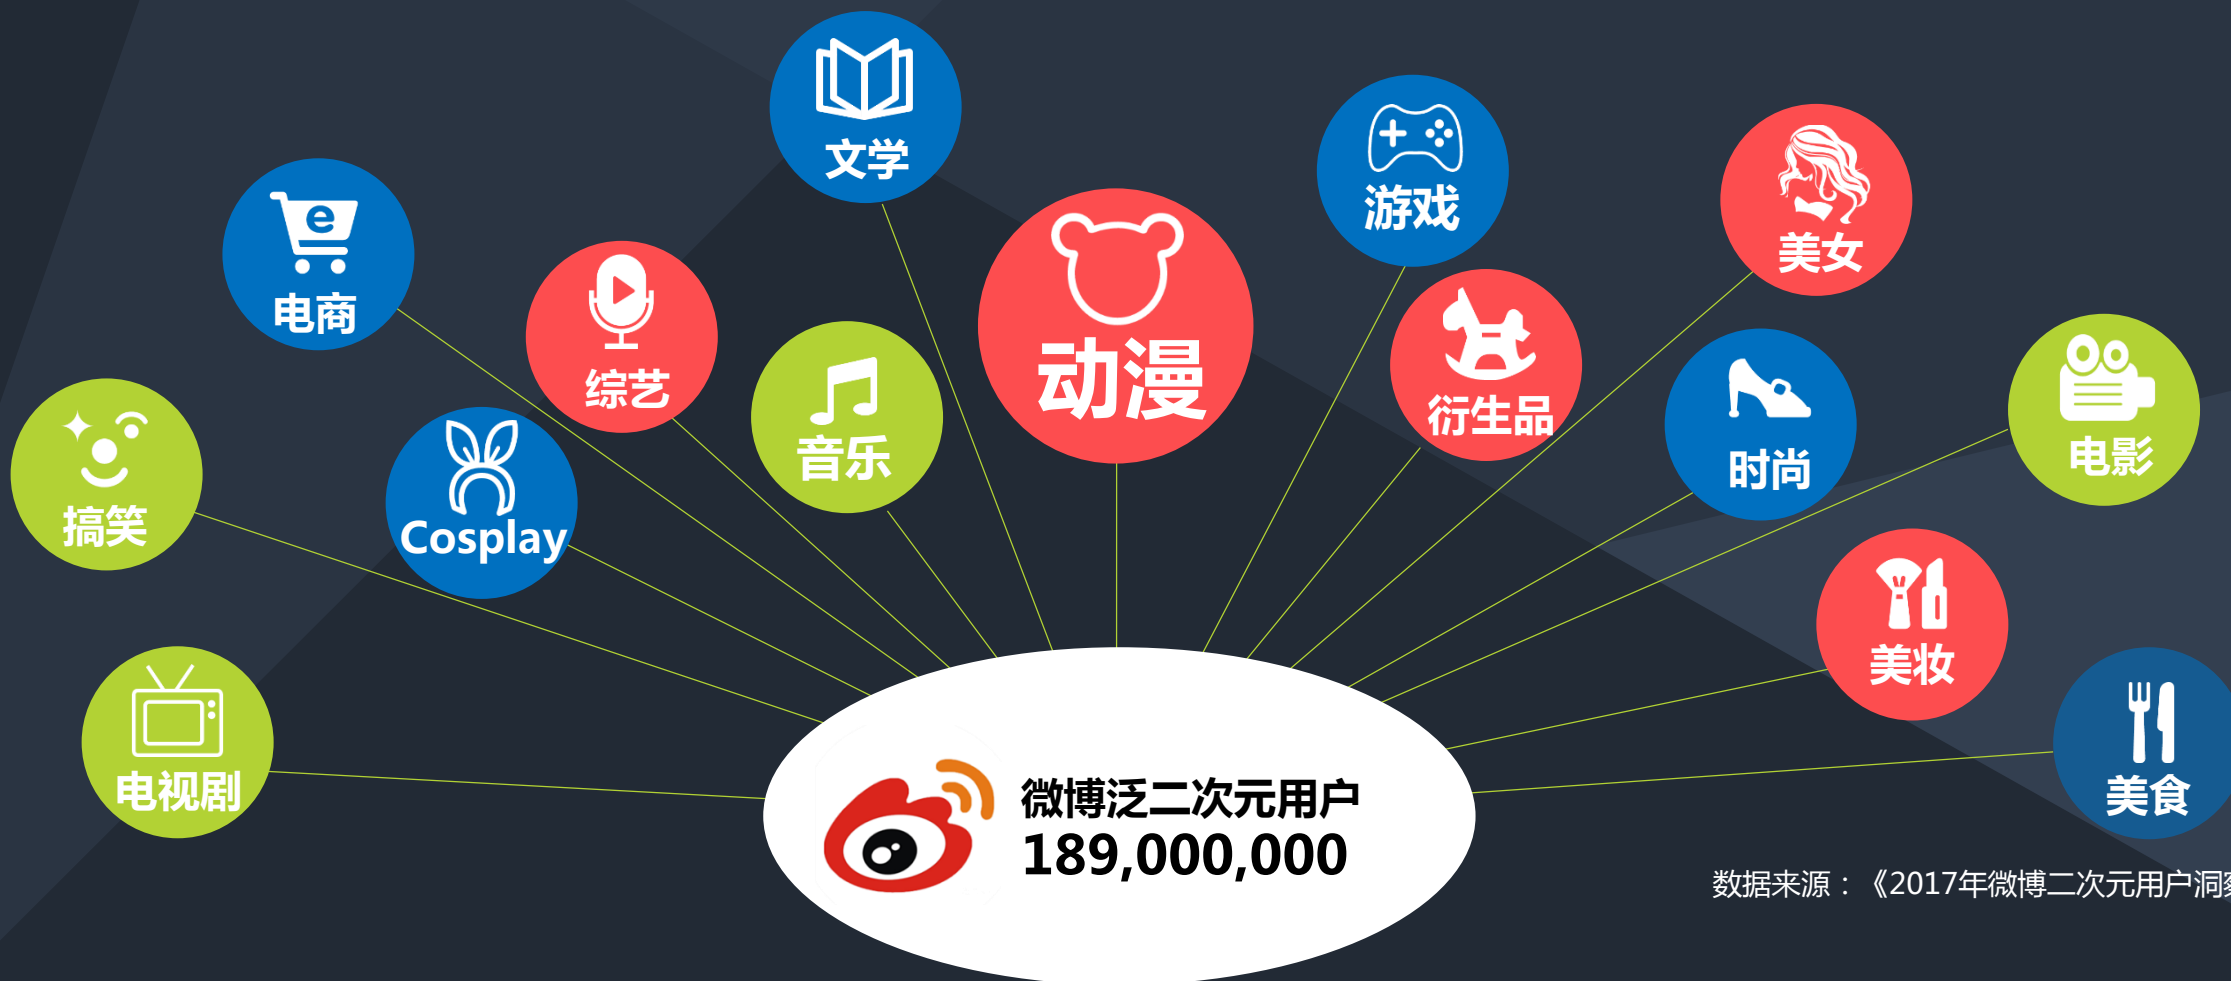 文学
游戏
美女
电商
动漫
综艺
衍生品
音乐
时尚
电影
搞笑
Cosplay
美妆
电视剧
美食
e
微博泛二次元用户
189,000,000
数据来源：《2017年微博二次元用户洞